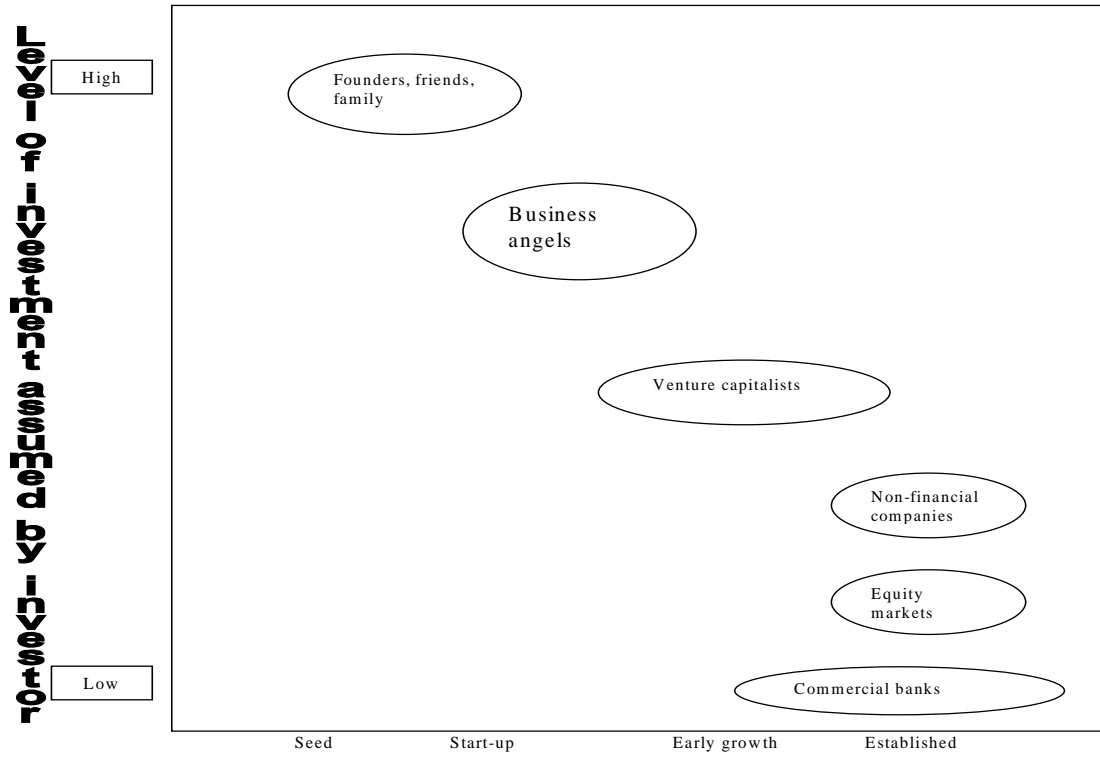 Level of investment assumed by investor
High
Founders, friends,
family
Business
angels
Venture capitalists
Non-financial
companies
Equity
markets
Low
Commercial banks
Seed
Start-up
Early growth
Established